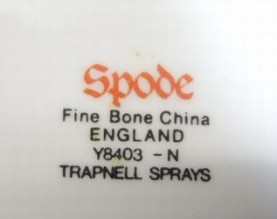 Spode
Fine Bone China
ENGLAND
Y8403 - N
TRAPNELL SPRAYS